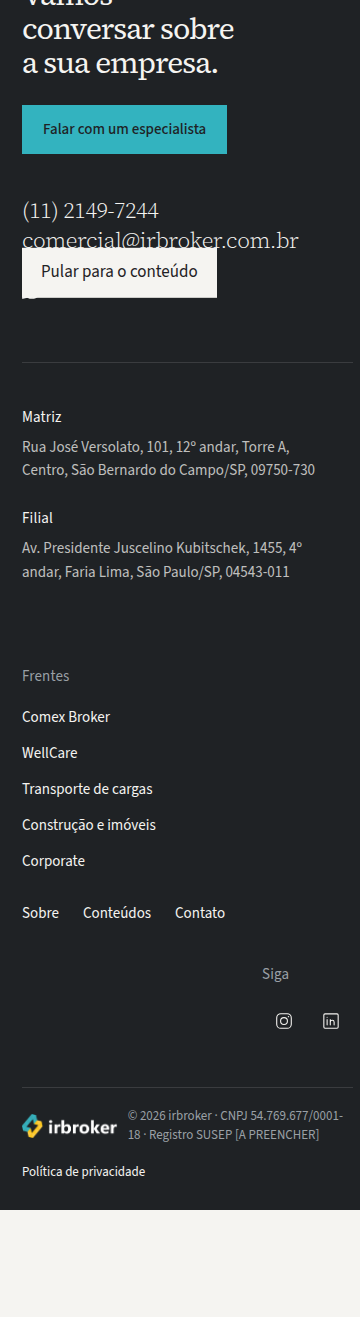 Vamos
conversar sobre
a sua empresa.
Falar com um especialista
(11) 2149-7244
comercial@irbroker.com.br
Pular para o conteúdo
Matriz
Rua José Versolato, 101, 12º andar, Torre A,
Centro, São Bernardo do Campo/SP, 09750-730
Filial
Av. Presidente Juscelino Kubitschek, 1455, 4º
andar, Faria Lima, São Paulo/SP, 04543-011
Frentes
Comex Broker
WellCare
Transporte de cargas
Construção e imóveis
Corporate
Sobre Conteúdos Contato
Siga
irbroker
© 2026 irbroker · CNPJ 54.769.677/0001-
18 · Registro SUSEP [A PREENCHER]
Política de privacidade